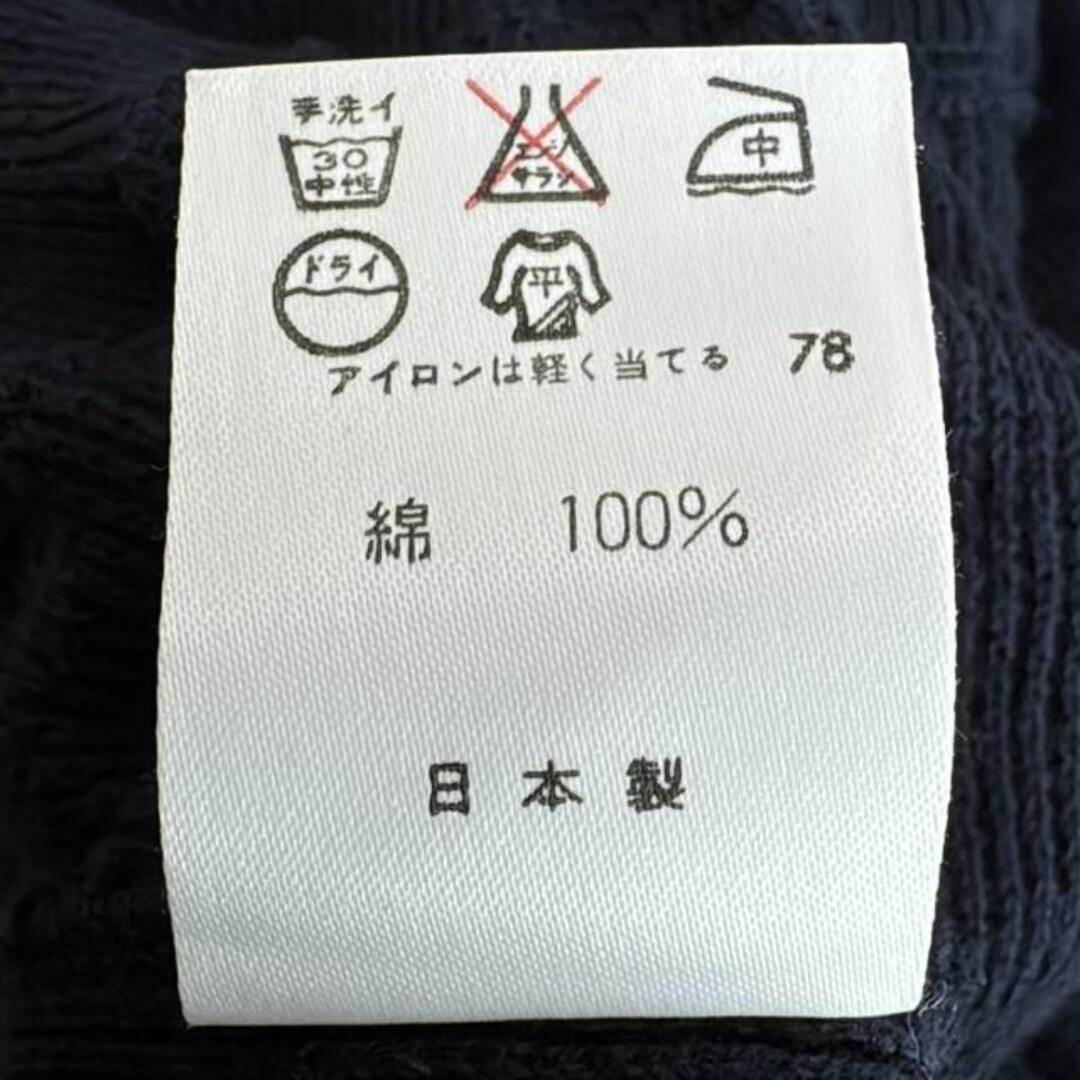 手洗イ
30
中性
エンソ
サラシ
中
ドライ
平
アイロンは軽く当てる 78
綿 100%
日本製